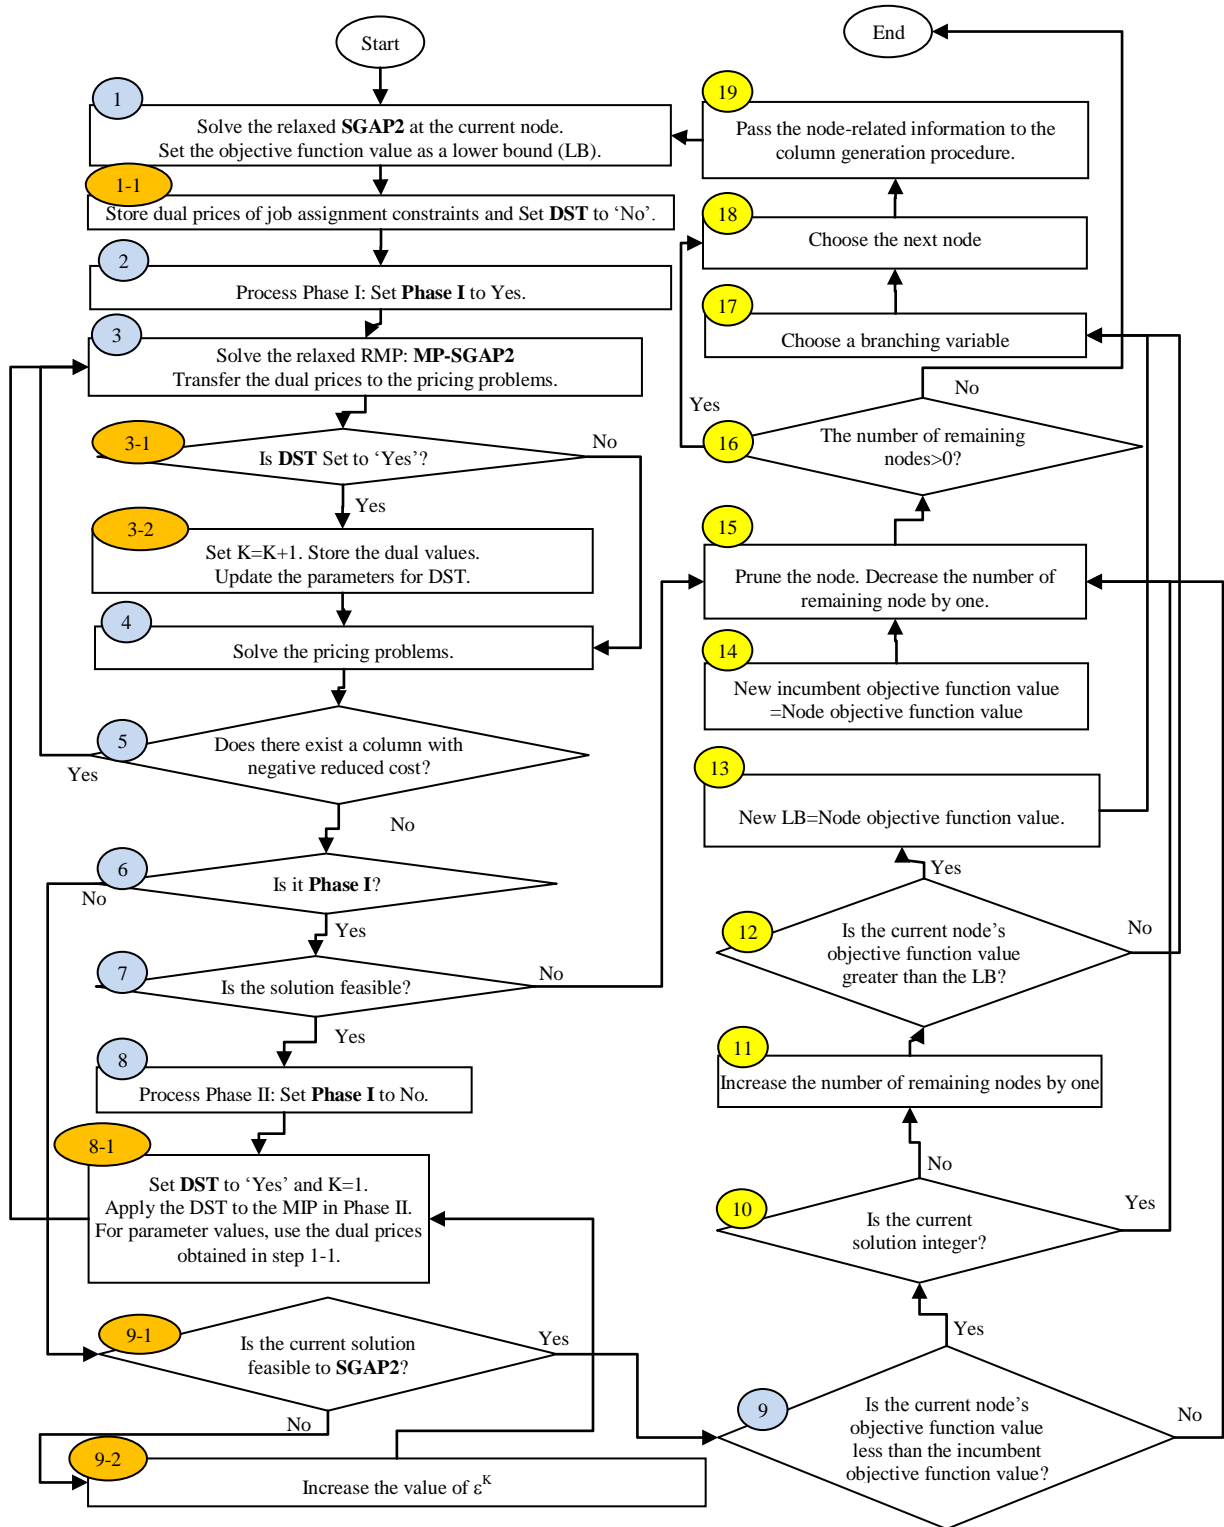 Start
1
Solve the relaxed SGAP2 at the current node.
Set the objective function value as a lower bound (LB).
1-1
Store dual prices of job assignment constraints and Set DST to ‘No’.
2
Process Phase I: Set Phase I to Yes.
3
Solve the relaxed RMP: MP-SGAP2
Transfer the dual prices to the pricing problems.
3-1
Is DST Set to ‘Yes’?
No
Yes
3-2
Set K=K+1. Store the dual values.
Update the parameters for DST.
4
Solve the pricing problems.
5
Does there exist a column with
negative reduced cost?
Yes
No
6
Is it Phase I?
No
Yes
7
Is the solution feasible?
No
Yes
8
Process Phase II: Set Phase I to No.
8-1
Set DST to ‘Yes’ and K=1.
Apply the DST to the MIP in Phase II.
For parameter values, use the dual prices
obtained in step 1-1.
9-1
Is the current solution
feasible to SGAP2?
Yes
No
9-2
Increase the value of ε^K
End
19
Pass the node-related information to the
column generation procedure.
18
Choose the next node
17
Choose a branching variable
No
Yes
16
The number of remaining
nodes>0?
15
Prune the node. Decrease the number of
remaining node by one.
14
New incumbent objective function value
=Node objective function value
13
New LB=Node objective function value.
Yes
12
Is the current node’s
objective function value
greater than the LB?
No
11
Increase the number of remaining nodes by one
No
10
Is the current
solution integer?
Yes
Yes
9
Is the current node’s
objective function value
less than the incumbent
objective function value?
No